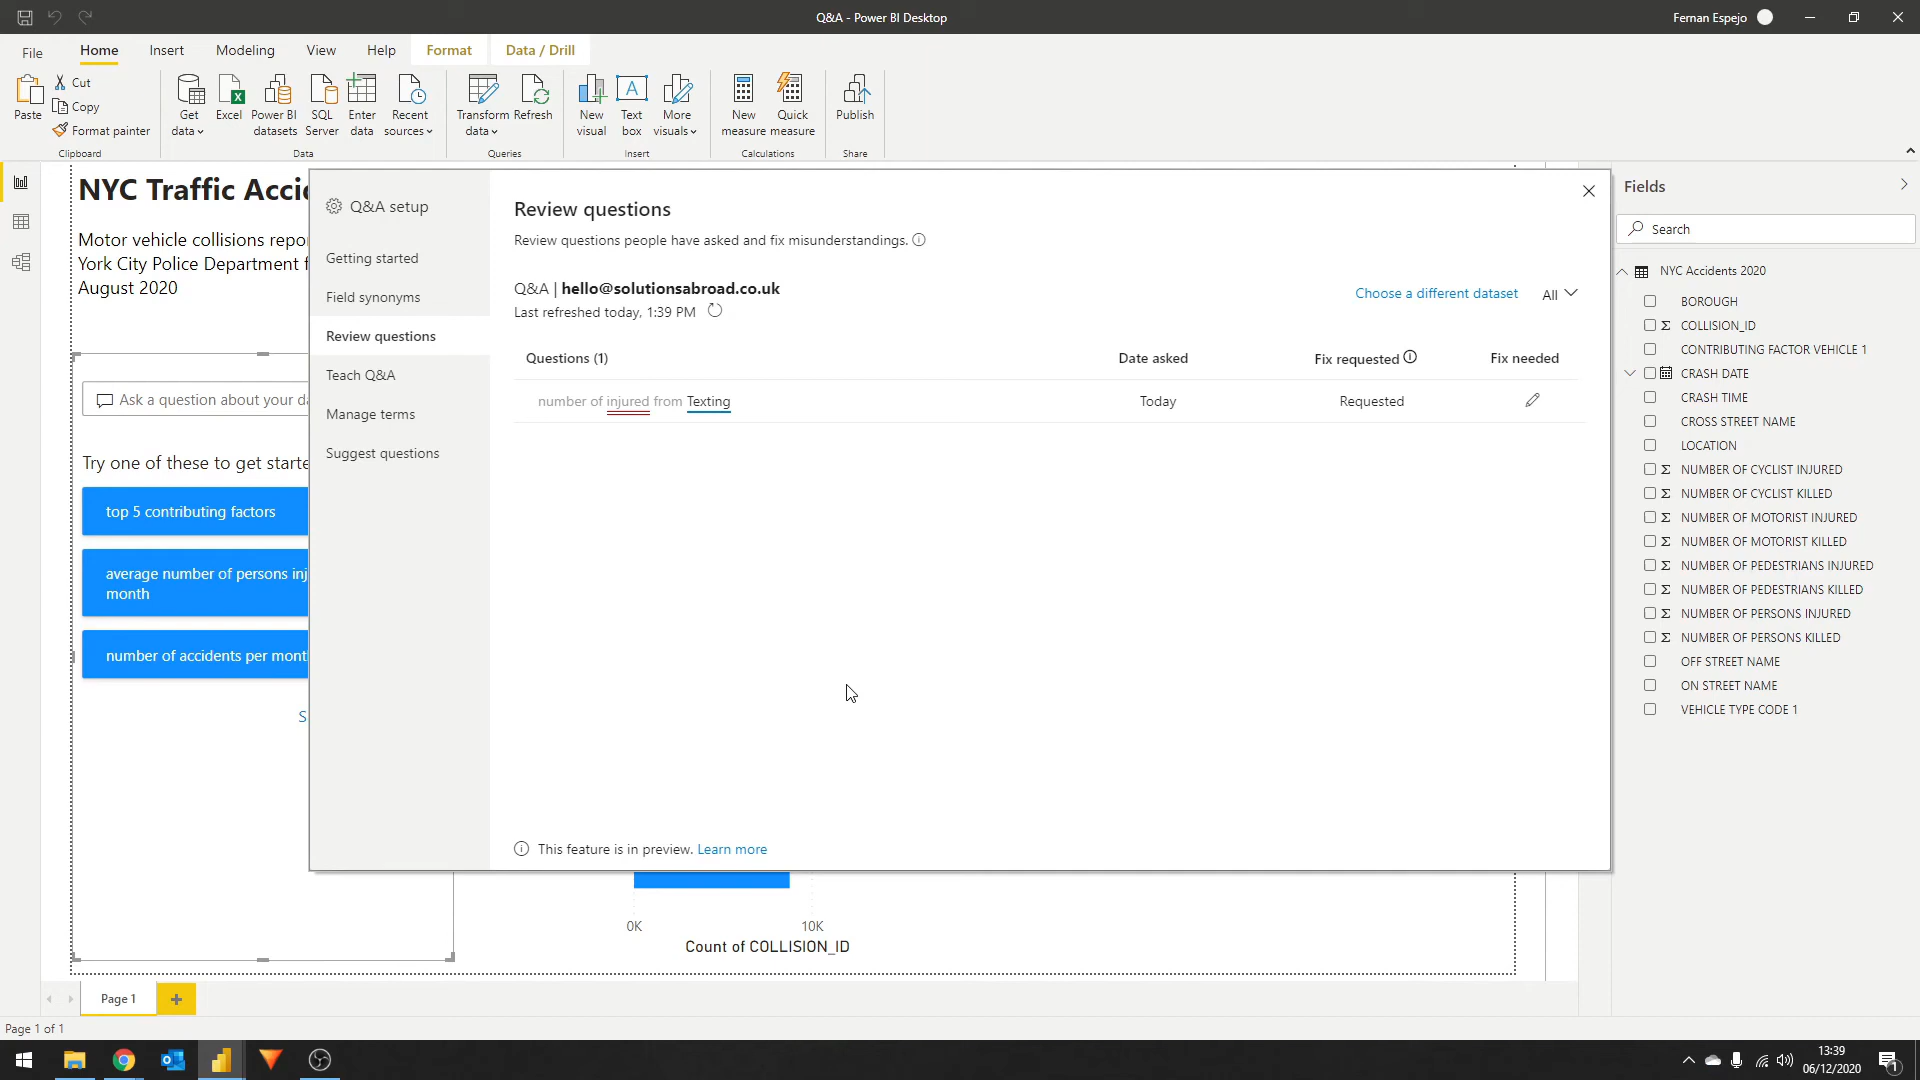 Q&A - Power BI Desktop
Fernan Espejo
File
Home
Insert
Modeling
View
Help
Format
Data / Drill
Paste
Cut
Copy
Format painter
Clipboard
Get data
Excel
Power BI datasets
SQL Server
Enter data
Recent sources
Data
Transform data
Refresh
Queries
New visual
Text box
More visuals
Insert
New measure
Quick measure
Calculations
Publish
Share
NYC Traffic Acci
Motor vehicle collisions repo
York City Police Department f
August 2020
Ask a question about your da
Try one of these to get starte
top 5 contributing factors
average number of persons inj
month
number of accidents per mont
S
Q&A setup
Getting started
Field synonyms
Review questions
Teach Q&A
Manage terms
Suggest questions
Review questions
Review questions people have asked and fix misunderstandings.
Q&A | hello@solutionsabroad.co.uk
Last refreshed today, 1:39 PM
Choose a different dataset
All
Questions (1)
Date asked
Fix requested
Fix needed
number of injured from Texting
Today
Requested
This feature is in preview. Learn more
0K
10K
Count of COLLISION_ID
Fields
Search
NYC Accidents 2020
BOROUGH
COLLISION_ID
CONTRIBUTING FACTOR VEHICLE 1
CRASH DATE
CRASH TIME
CROSS STREET NAME
LOCATION
NUMBER OF CYCLIST INJURED
NUMBER OF CYCLIST KILLED
NUMBER OF MOTORIST INJURED
NUMBER OF MOTORIST KILLED
NUMBER OF PEDESTRIANS INJURED
NUMBER OF PEDESTRIANS KILLED
NUMBER OF PERSONS INJURED
NUMBER OF PERSONS KILLED
OFF STREET NAME
ON STREET NAME
VEHICLE TYPE CODE 1
Page 1
Page 1 of 1
13:39
06/12/2020
1